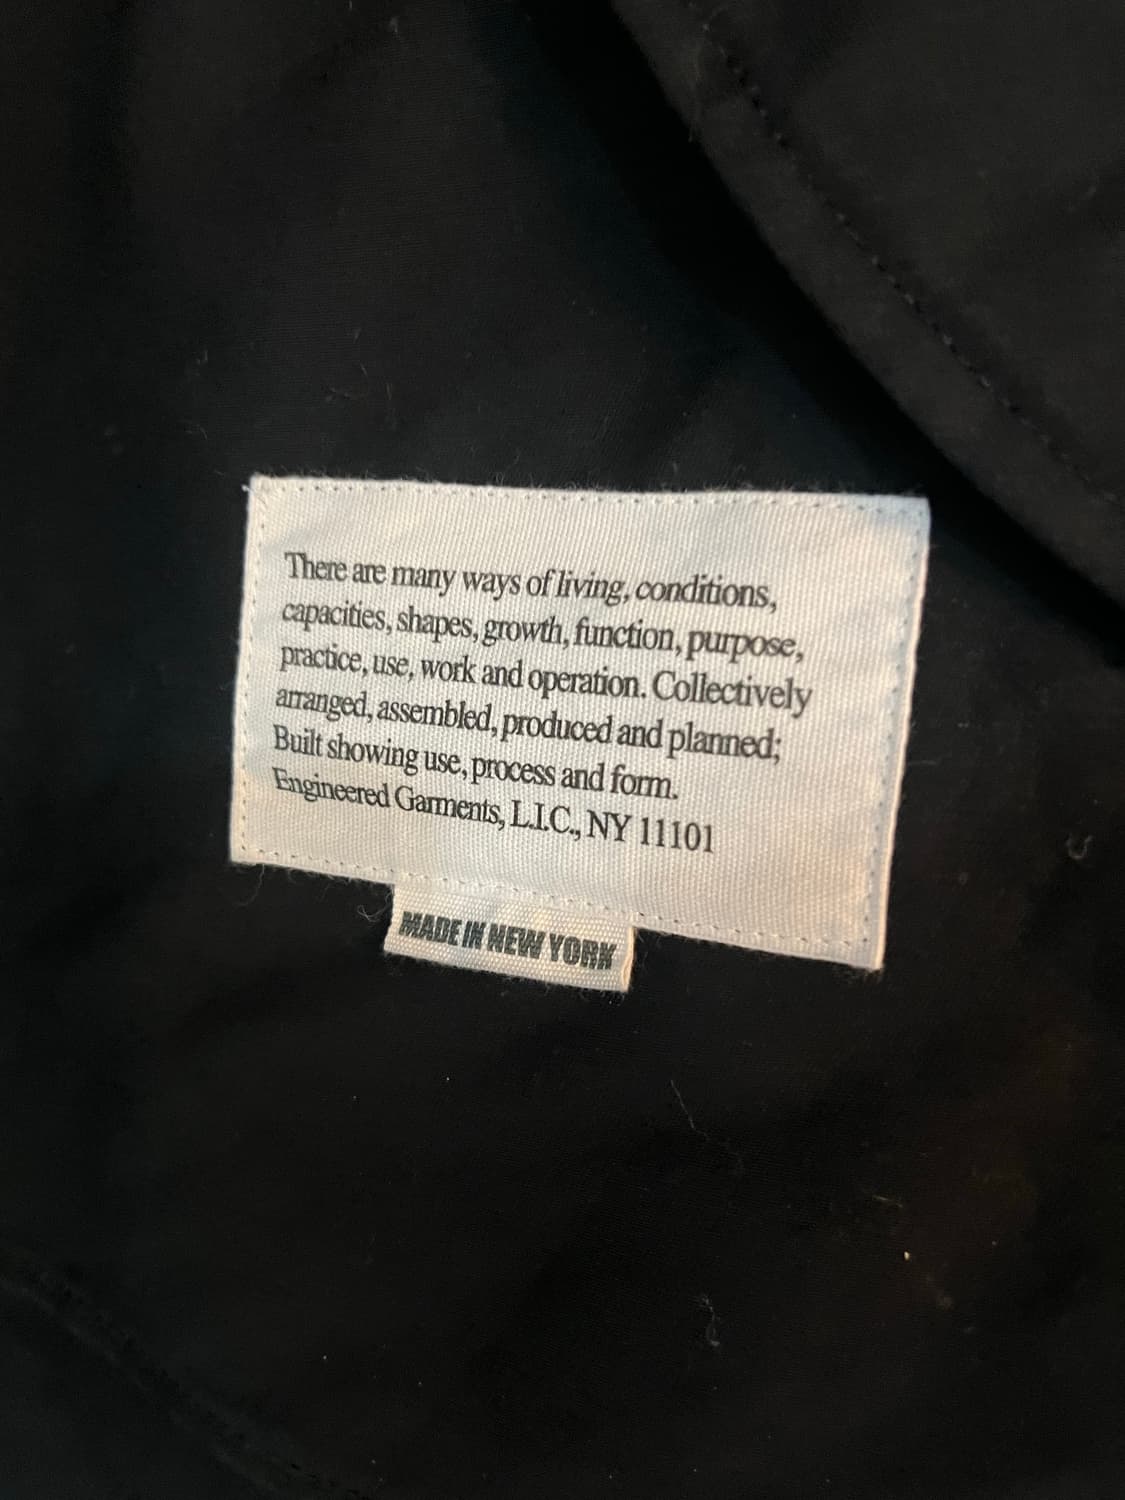 There are many ways of living, conditions,
capacities, shapes, growth, function, purpose,
practice, use, work and operation. Collectively
arranged, assembled, produced and planned;
Built showing use, process and form.
Engineered Garments, L.I.C., NY 11101
MADE IN NEW YORK